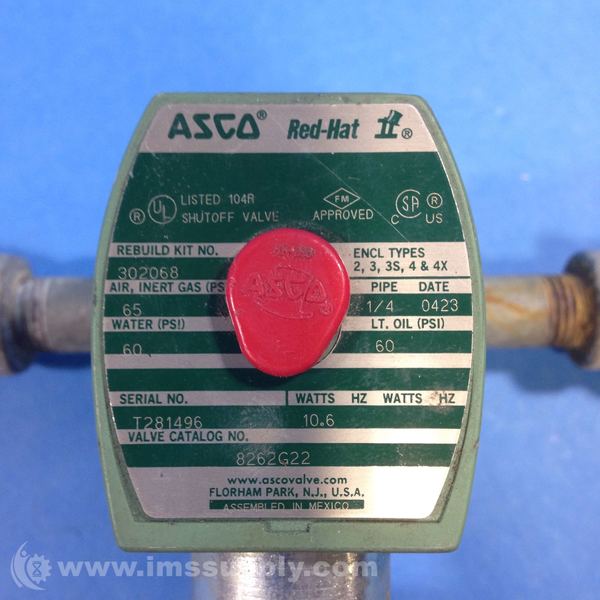 ASCO® Red-Hat II®
® UL LISTED 104R SHUTOFF VALVE
FM APPROVED
C SA ® US
REBUILD KIT NO.
302068
ENCL TYPES
2, 3, 3S, 4 & 4X
AIR, INERT GAS (PS
65
PIPE DATE
1/4 0423
WATER (PSI)
60
LT. OIL (PSI)
60
ASCO
SERIAL NO.
T281496
WATTS HZ WATTS HZ
10.6
VALVE CATALOG NO.
8262G22
www.ascovalve.com
FLORHAM PARK, N.J., U.S.A.
ASSEMBLED IN MEXICO
© www.imssupply.com